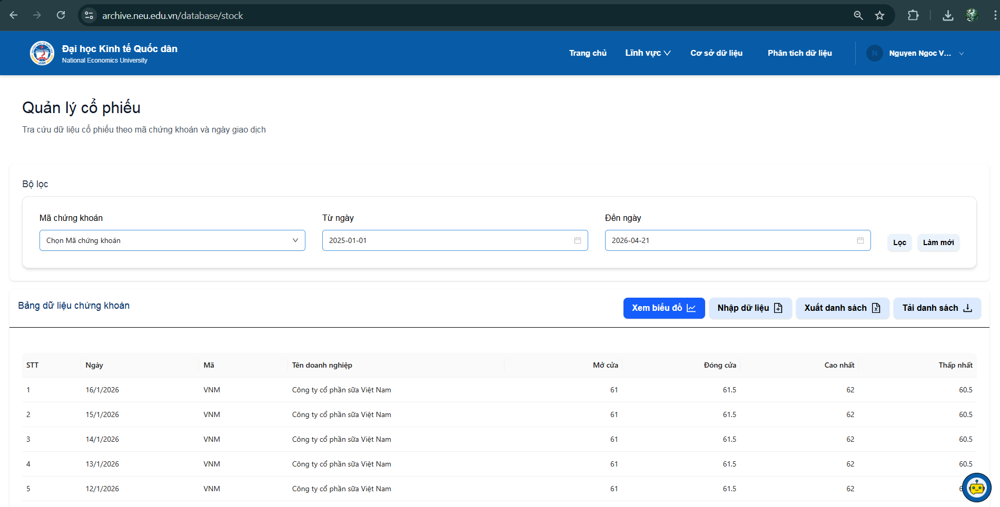 archive.neu.edu.vn/database/stock
Đại học Kinh tế Quốc dân
National Economics University
Trang chủ
Lĩnh vực
Cơ sở dữ liệu
Phân tích dữ liệu
N
Nguyen Ngoc V...
Quản lý cổ phiếu
Tra cứu dữ liệu cổ phiếu theo mã chứng khoán và ngày giao dịch
Bộ lọc
Mã chứng khoán
Từ ngày
Đến ngày
Chọn Mã chứng khoán
2025-01-01
2026-04-21
Lọc
Làm mới
Bảng dữ liệu chứng khoán
Xem biểu đồ
Nhập dữ liệu
Xuất danh sách
Tải danh sách
STT Ngày Mã Tên doanh nghiệp Mở cửa Đóng cửa Cao nhất Thấp nhất
1 16/1/2026 VNM Công ty cổ phần sữa Việt Nam 61 61.5 62 60.5
2 15/1/2026 VNM Công ty cổ phần sữa Việt Nam 61 61.5 62 60.5
3 14/1/2026 VNM Công ty cổ phần sữa Việt Nam 61 61.5 62 60.5
4 13/1/2026 VNM Công ty cổ phần sữa Việt Nam 61 61.5 62 60.5
5 12/1/2026 VNM Công ty cổ phần sữa Việt Nam 61 61.5 62